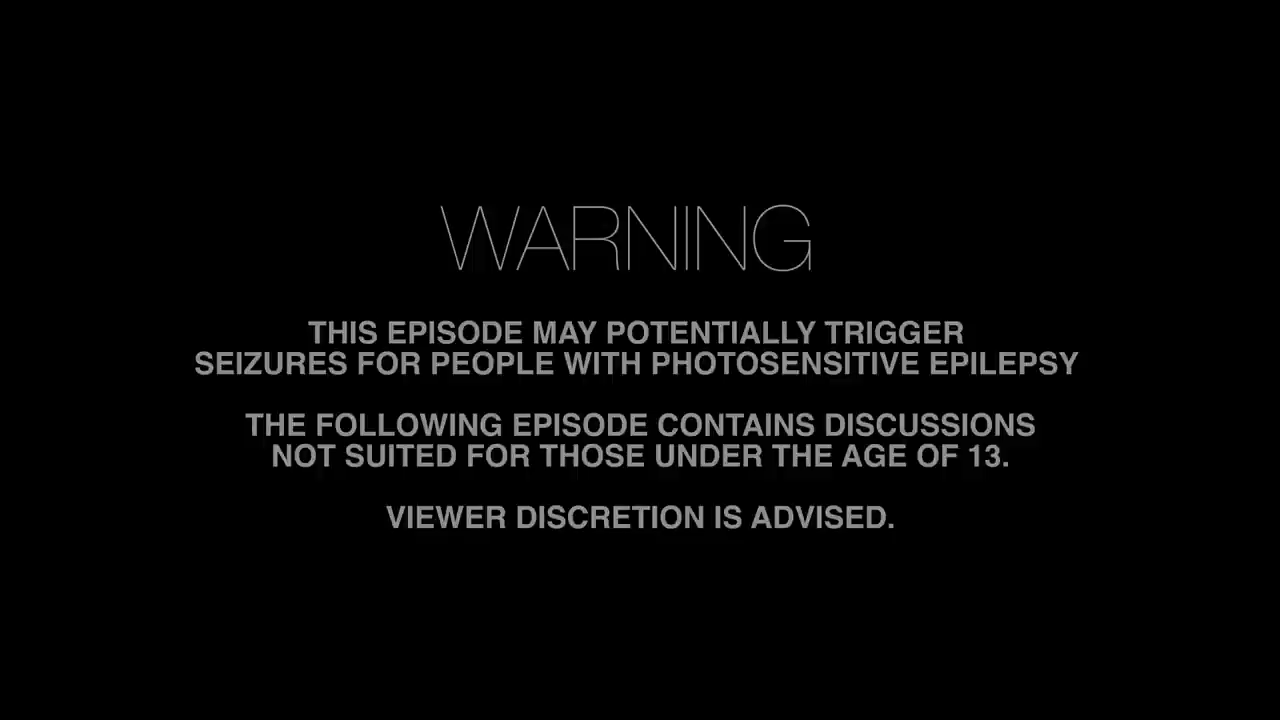 WARNING
THIS EPISODE MAY POTENTIALLY TRIGGER
SEIZURES FOR PEOPLE WITH PHOTOSENSITIVE EPILEPSY
THE FOLLOWING EPISODE CONTAINS DISCUSSIONS
NOT SUITED FOR THOSE UNDER THE AGE OF 13.
VIEWER DISCRETION IS ADVISED.